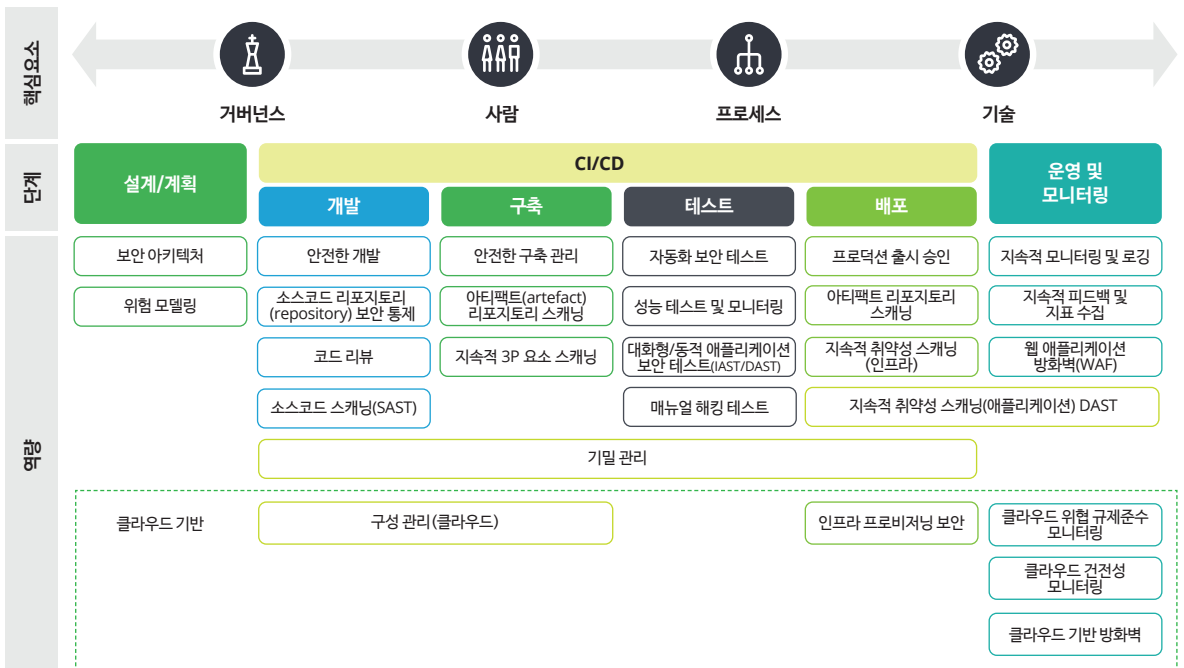 핵심요소
거버넌스
사람
프로세스
기술
단계
설계/계획
CI/CD
개발
구축
테스트
배포
운영 및
모니터링
역량
보안 아키텍처
위험 모델링
안전한 개발
소스코드 리포지토리
(repository) 보안 통제
코드 리뷰
소스코드 스캐닝(SAST)
안전한 구축 관리
아티팩트(artefact)
리포지토리 스캐닝
지속적 3P 요소 스캐닝
자동화 보안 테스트
성능 테스트 및 모니터링
대화형/동적 애플리케이션
보안 테스트(IAST/DAST)
매뉴얼 해킹 테스트
프로덕션 출시 승인
아티팩트 리포지토리
스캐닝
지속적 취약성 스캐닝
(인프라)
지속적 모니터링 및 로깅
지속적 피드백 및
지표 수집
웹 애플리케이션
방화벽(WAF)
지속적 취약성 스캐닝(애플리케이션) DAST
기밀 관리
클라우드 기반
구성 관리(클라우드)
인프라 프로비저닝 보안
클라우드 위협 규제준수
모니터링
클라우드 건전성
모니터링
클라우드 기반 방화벽